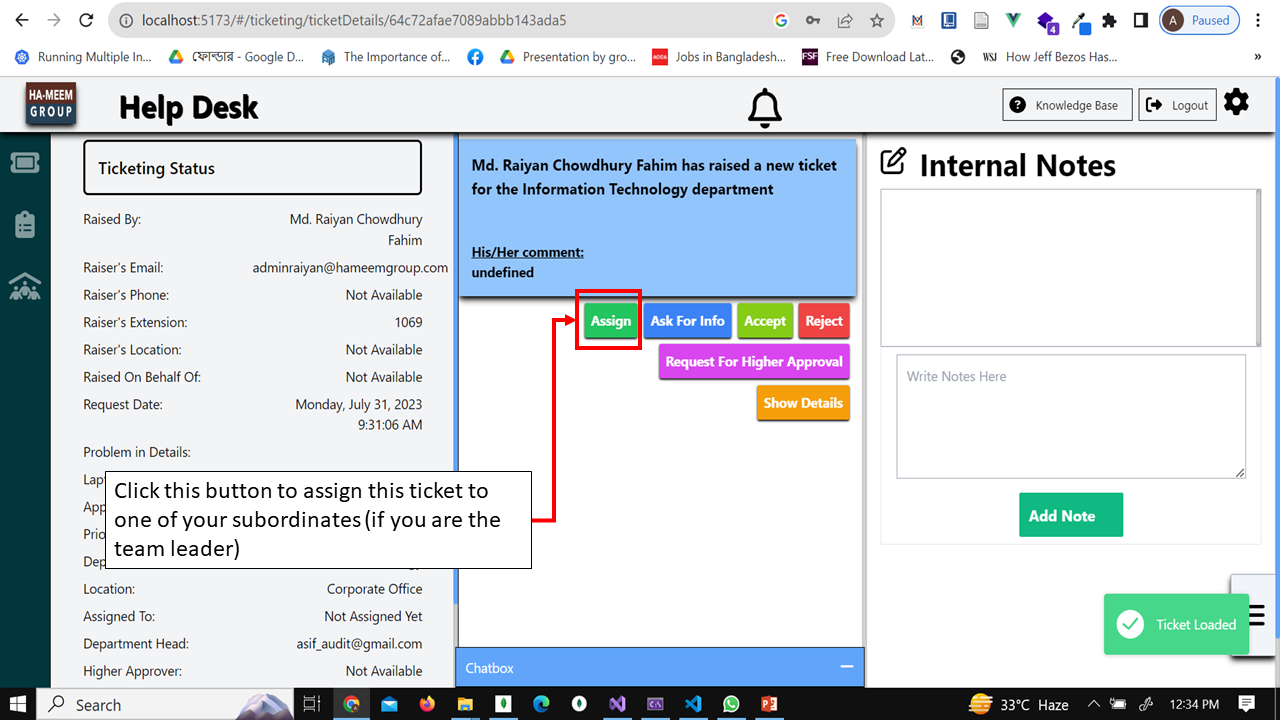 localhost:5173/#/ticketing/ticketDetails/64c72afae7089abbb143ada5
A Paused
4
Running Multiple In...
ফোল্ডার - Google D...
The Importance of...
Presentation by gro...
ACCA
Jobs in Bangladesh...
FSF
Free Download Lat...
WSJ
How Jeff Bezos Has...
»
HA-MEEM
GROUP
Help Desk
Knowledge Base
Logout
Ticketing Status
Raised By: Md. Raiyan Chowdhury
Fahim
Raiser's Email: adminraiyan@hameemgroup.com
Raiser's Phone: Not Available
Raiser's Extension: 1069
Raiser's Location: Not Available
Raised On Behalf Of: Not Available
Request Date: Monday, July 31, 2023
9:31:06 AM
Problem in Details:
Lap
App
Prio
Dep
Location: Corporate Office
Assigned To: Not Assigned Yet
Department Head: asif_audit@gmail.com
Higher Approver: Not Available
Click this button to assign this ticket to
one of your subordinates (if you are the
team leader)
Md. Raiyan Chowdhury Fahim has raised a new ticket
for the Information Technology department
His/Her comment:
undefined
Assign
Ask For Info
Accept
Reject
Request For Higher Approval
Show Details
Chatbox
Internal Notes
Write Notes Here
Add Note
Ticket Loaded
Search
33°C Haze
12:34 PM